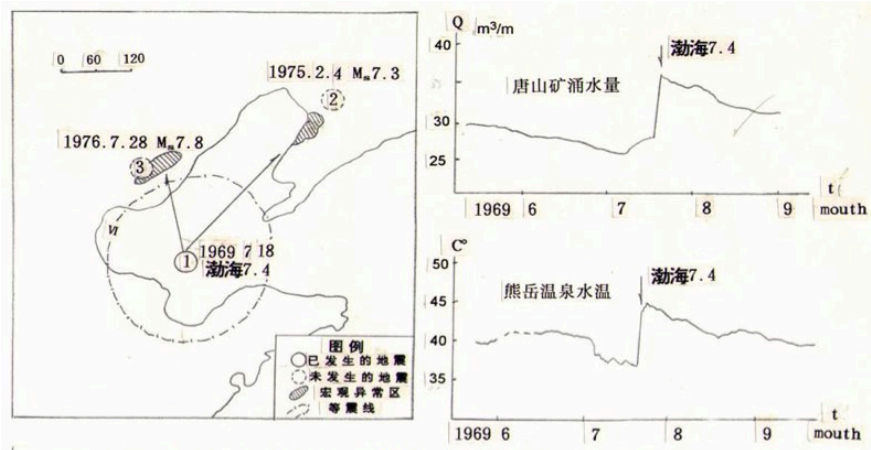 0 60 120
1975.2.4 Mₛ7.3
②
1976.7.28 Mₛ7.8
③
Ⅵ
①
1969 7 18
渤海7.4
图例
已发生的地震
未发生的地震
宏观异常区
等震线
Q m³/m
渤海7.4
唐山矿涌水量
40
30
25
t
1969 6 7 8 9 mouth
C°
渤海7.4
熊岳温泉水温
50
45
40
35
t
1969 6 7 8 9 mouth